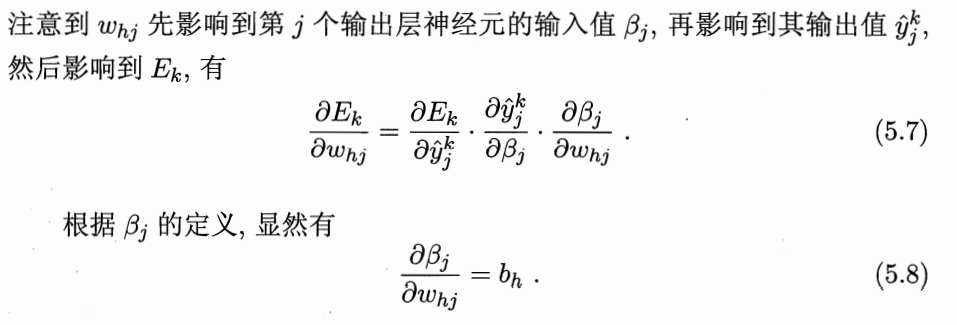 注意到 $w_{hj}$ 先影响到第 $j$ 个输出层神经元的输入值 $\beta_j$, 再影响到其输出值 $\hat{y}_j^k$,
然后影响到 $E_k$, 有
$\frac{\partial E_k}{\partial w_{hj}} = \frac{\partial E_k}{\partial \hat{y}_j^k} \cdot \frac{\partial \hat{y}_j^k}{\partial \beta_j} \cdot \frac{\partial \beta_j}{\partial w_{hj}}$ . (5.7)
根据 $\beta_j$ 的定义, 显然有
$\frac{\partial \beta_j}{\partial w_{hj}} = b_h$ . (5.8)